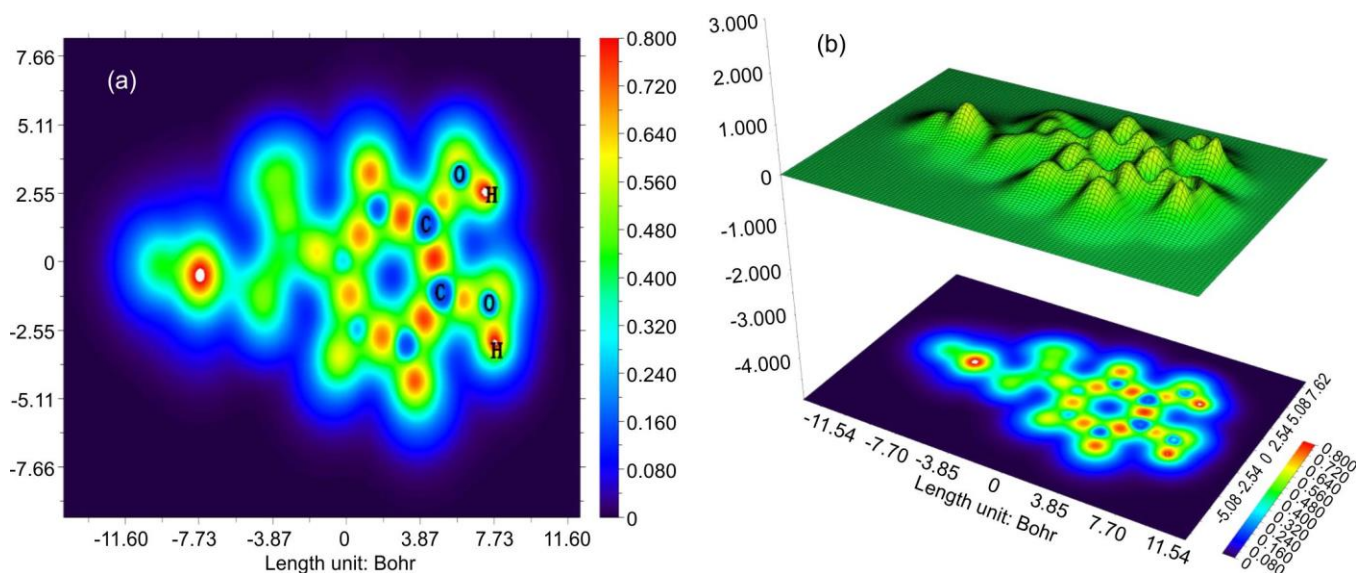 (a)
7.66
5.11
2.55
0
-2.55
-5.11
-7.66
-11.60 -7.73 -3.87 0 3.87 7.73 11.60
Length unit: Bohr
O
H
C
C
O
H
0.800
0.720
0.640
0.560
0.480
0.400
0.320
0.240
0.160
0.080
0
(b)
3.000
2.000
1.000
0
-1.000
-2.000
-3.000
-4.000
-11.54 -7.70 -3.85 0 3.85 7.70 11.54
Length unit: Bohr
-5.08 -2.54 0 2.54 5.08 7.62
0.800
0.720
0.640
0.560
0.480
0.400
0.320
0.240
0.160
0.080
0